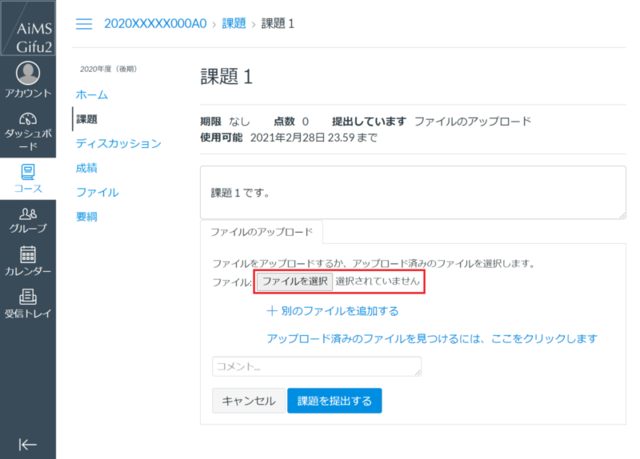 AiMS
Gifu2
アカウント
ダッシュボ
ード
コース
グループ
カレンダー
受信トレイ
2020XXXXX000A0 › 課題 › 課題 1
2020年度（後期）
ホーム
課題
ディスカッション
成績
ファイル
要綱
課題 1
期限 なし 点数 0 提出しています ファイルのアップロード
使用可能 2021年2月28日 23.59 まで
課題 1 です。
ファイルのアップロード
ファイルをアップロードするか、アップロード済みのファイルを選択します。
ファイル: ファイルを選択 選択されていません
＋ 別のファイルを追加する
アップロード済みのファイルを見つけるには、ここをクリックします
コメント...
キャンセル 課題を提出する